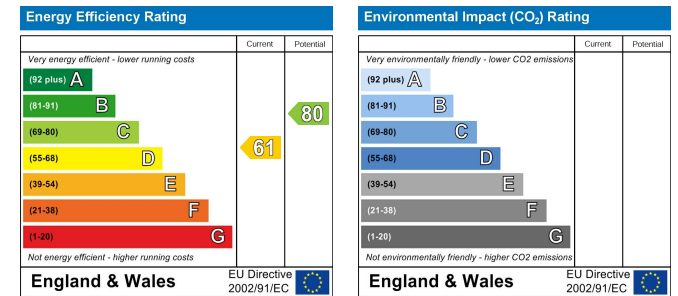 Energy Efficiency Rating
Current Potential
Very energy efficient - lower running costs
(92 plus) A
(81-91) B
(69-80) C
(55-68) D
(39-54) E
(21-38) F
(1-20) G
61
80
Not energy efficient - higher running costs
England & Wales
EU Directive
2002/91/EC
Environmental Impact (CO₂) Rating
Current Potential
Very environmentally friendly - lower CO2 emissions
(92 plus) A
(81-91) B
(69-80) C
(55-68) D
(39-54) E
(21-38) F
(1-20) G
Not environmentally friendly - higher CO2 emissions
England & Wales
EU Directive
2002/91/EC